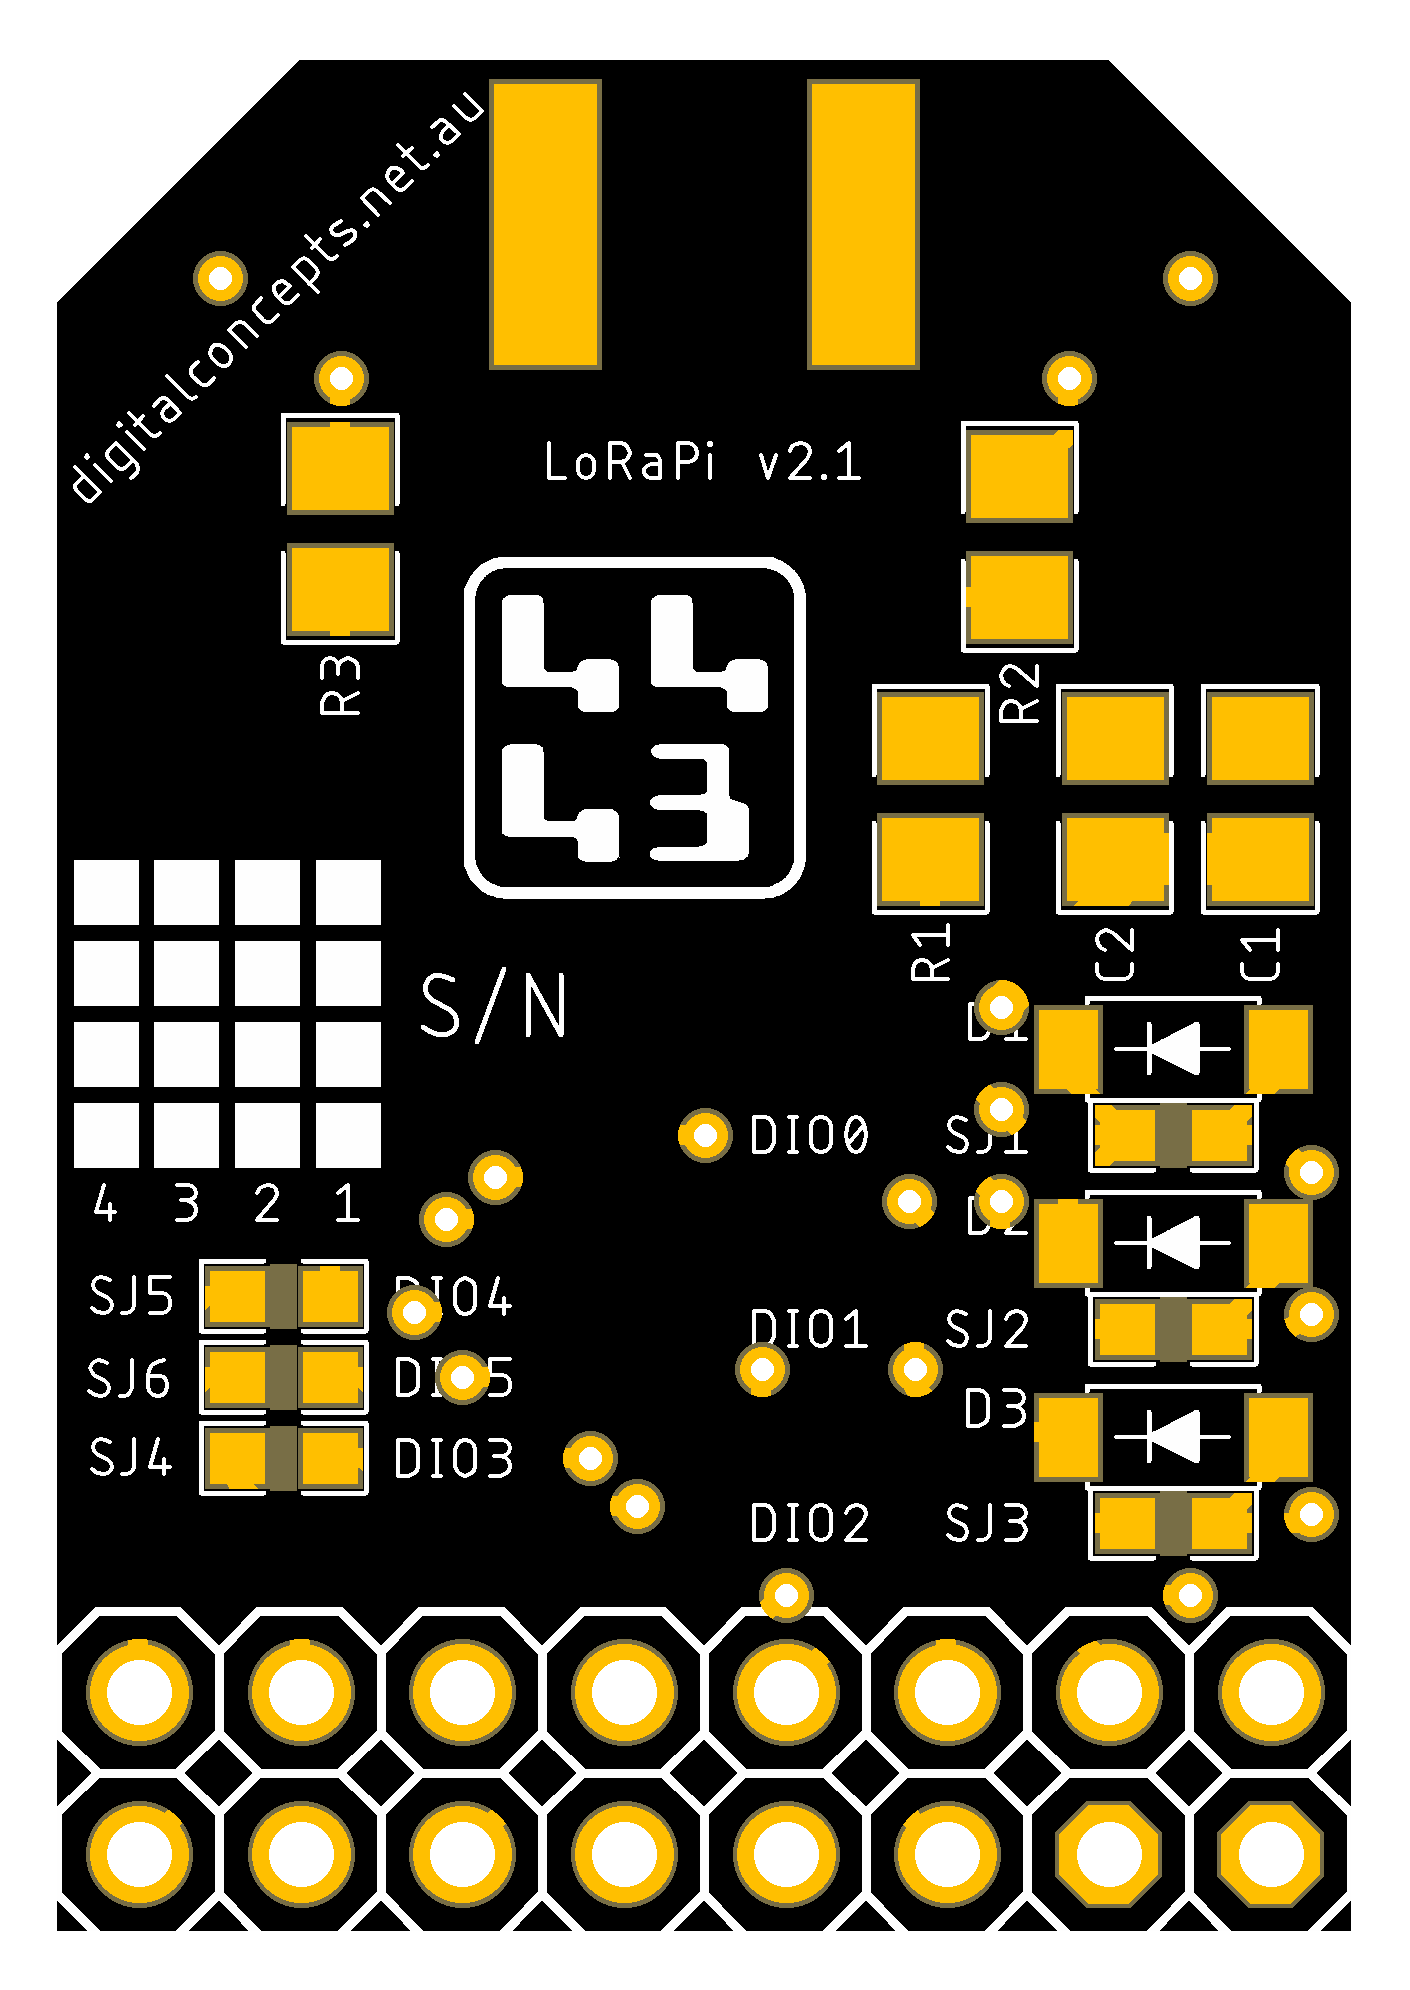 digitalconcepts.net.au
LoRaPi v2.1
R3
R2
R1
C2
C1
S/N
D1
DIO0
SJ1
4 3 2 1
D2
SJ5
DIO4
DIO1
SJ2
SJ6
DIO5
D3
SJ4
DIO3
DIO2
SJ3